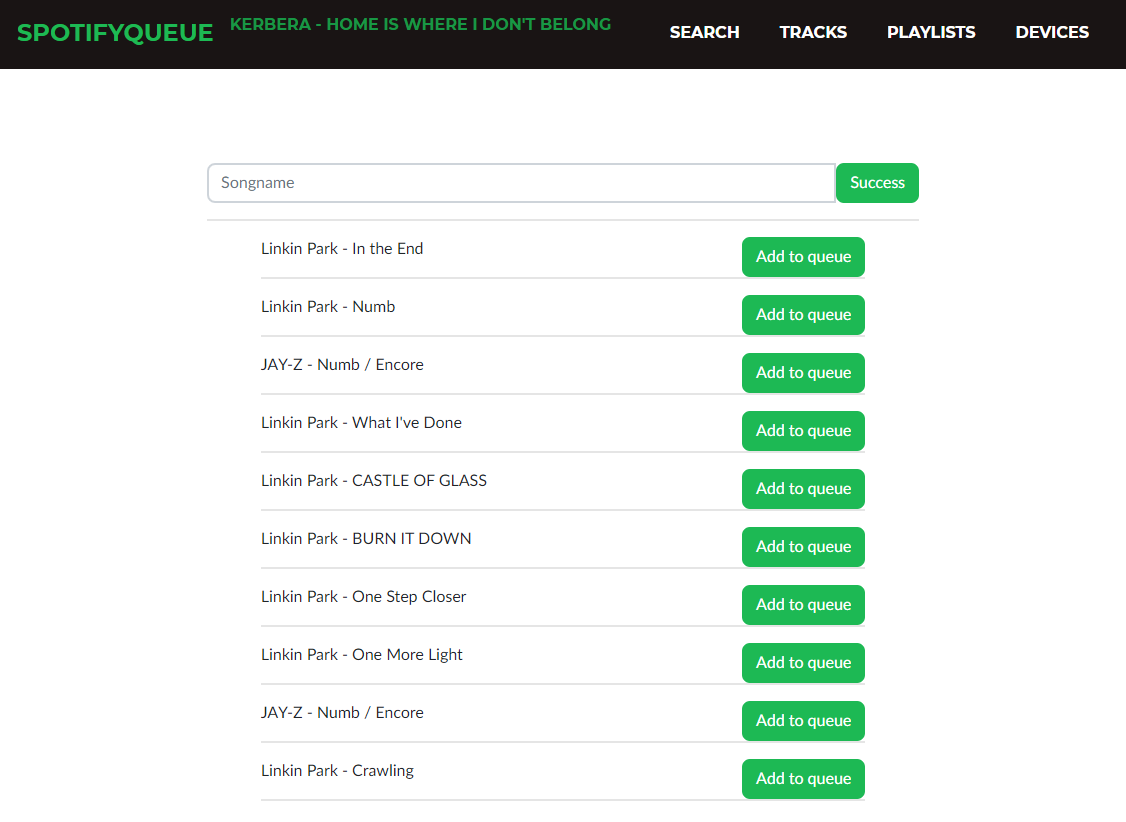 SPOTIFYQUEUE KERBERA - HOME IS WHERE I DON'T BELONG SEARCH TRACKS PLAYLISTS DEVICES
Songname Success
Linkin Park - In the End Add to queue
Linkin Park - Numb Add to queue
JAY-Z - Numb / Encore Add to queue
Linkin Park - What I've Done Add to queue
Linkin Park - CASTLE OF GLASS Add to queue
Linkin Park - BURN IT DOWN Add to queue
Linkin Park - One Step Closer Add to queue
Linkin Park - One More Light Add to queue
JAY-Z - Numb / Encore Add to queue
Linkin Park - Crawling Add to queue